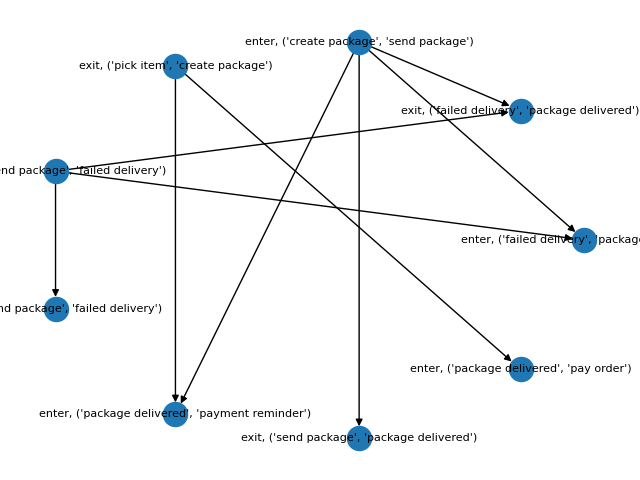 enter, ('create package', 'send package')
exit, ('pick item', 'create package')
exit, ('failed delivery', 'package delivered')
end package', 'failed delivery')
enter, ('failed delivery', 'package
nd package', 'failed delivery')
enter, ('package delivered', 'pay order')
enter, ('package delivered', 'payment reminder')
exit, ('send package', 'package delivered')